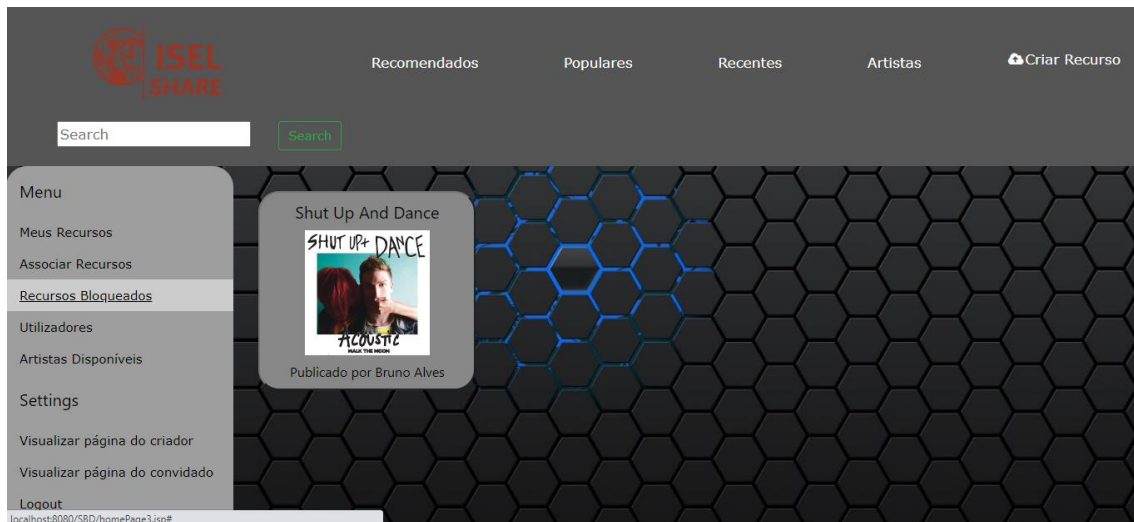 ISEL
SHARE
Recomendados
Populares
Recentes
Artistas
Criar Recurso
Search
Search
Menu
Meus Recursos
Associar Recursos
Recursos Bloqueados
Utilizadores
Artistas Disponíveis
Settings
Visualizar página do criador
Visualizar página do convidado
Logout
Shut Up And Dance
SHUT UP+ DANCE
ACOUSTIC
WALK THE MOON
Publicado por Bruno Alves
localhost:8080/SBD/homePage3.jsp#